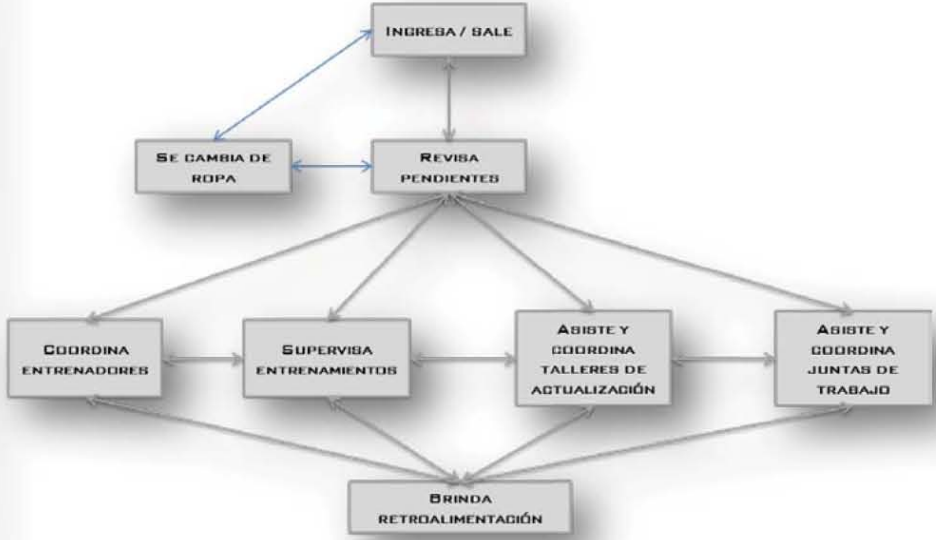 INGRESA / SALE
SE CAMBIA DE
ROPA
REVISA
PENDIENTES
COORDINA
ENTRENADORES
SUPERVISA
ENTRENAMIENTOS
ASISTE Y
COORDINA
TALLERES DE
ACTUALIZACIÓN
ASISTE Y
COORDINA
JUNTAS DE
TRABAJO
BRINDA
RETROALIMENTACIÓN